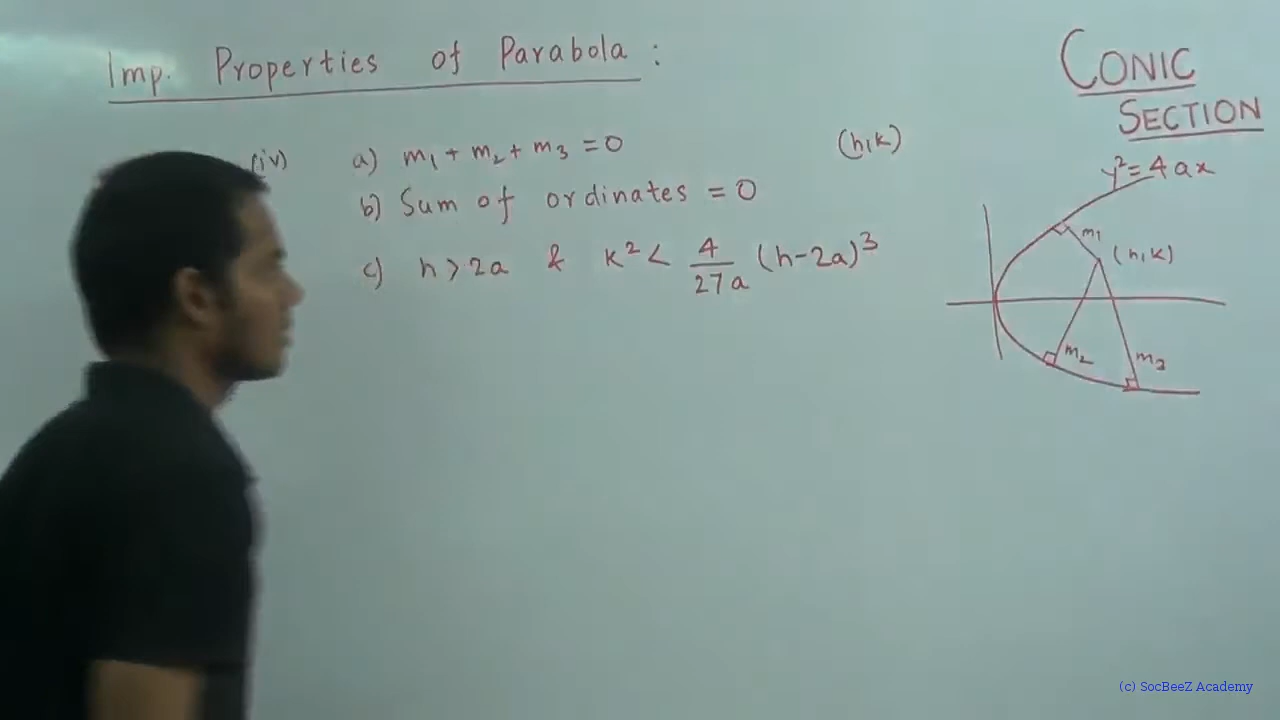 Imp. Properties of Parabola :
CONIC
SECTION
(iv) a) m₁ + m₂ + m₃ = 0
(h,k)
b) Sum of ordinates = 0
c) h > 2a & k² < 4/27a (h-2a)³
y² = 4ax
m₁
(h,k)
m₂
m₃
(c) SocBeeZ Academy